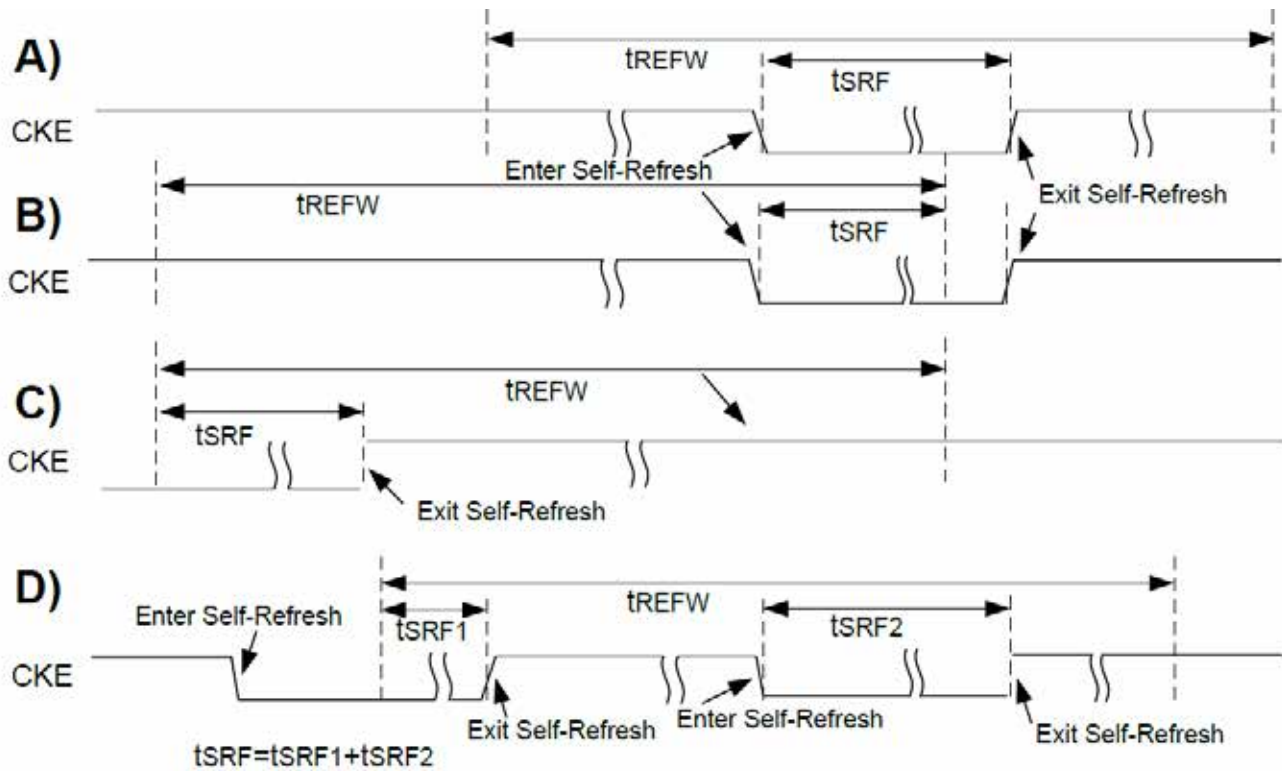 A)
tREFW
tSRF
CKE
Enter Self-Refresh
Exit Self-Refresh
tREFW
B)
tSRF
CKE
C)
tREFW
tSRF
CKE
Exit Self-Refresh
D)
tREFW
Enter Self-Refresh
tSRF1
tSRF2
CKE
Exit Self-Refresh
Enter Self-Refresh
Exit Self-Refresh
tSRF=tSRF1+tSRF2